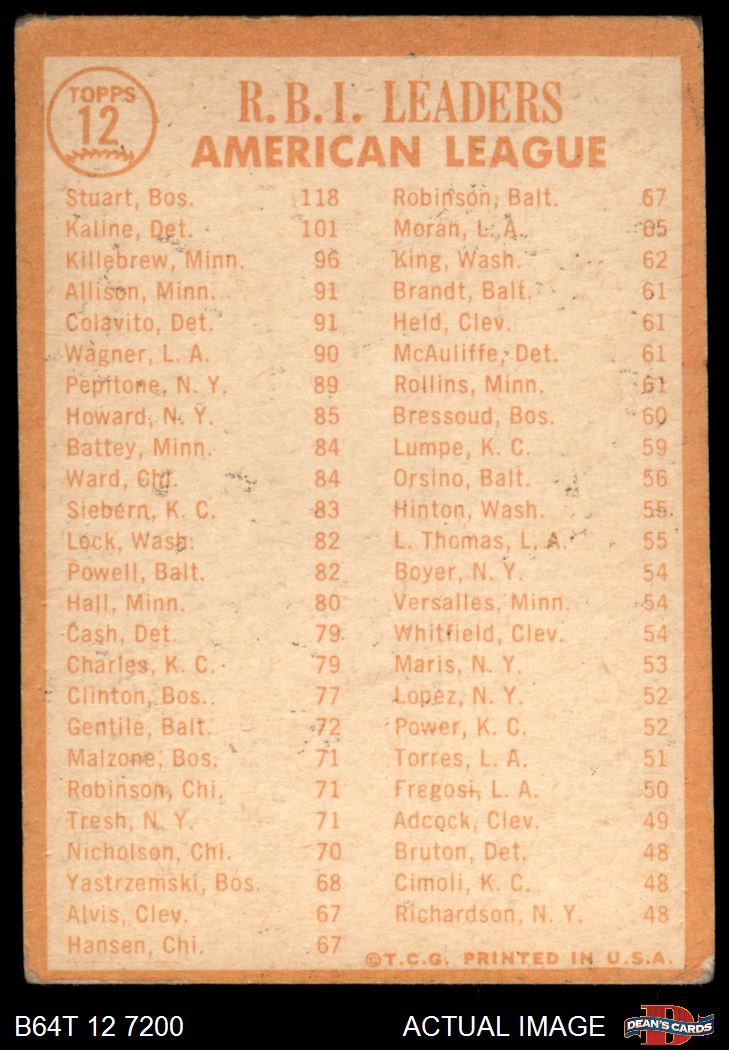 TOPPS
12
R.B.I. LEADERS
AMERICAN LEAGUE
Stuart, Bos. 118
Kaline, Det. 101
Killebrew, Minn. 96
Allison, Minn. 91
Colavito, Det. 91
Wagner, L. A. 90
Pepitone, N. Y. 89
Howard, N. Y. 85
Battey, Minn. 84
Ward, Chi. 84
Siebern, K. C. 83
Lock, Wash. 82
Powell, Balt. 82
Hall, Minn. 80
Cash, Det. 79
Charles, K. C. 79
Clinton, Bos. 77
Gentile, Balt. 72
Malzone, Bos. 71
Robinson, Chi. 71
Tresh, N. Y. 71
Nicholson, Chi. 70
Yastrzemski, Bos. 68
Alvis, Clev. 67
Hansen, Chi. 67
Robinson, Balt. 67
Moran, L. A. 65
King, Wash. 62
Brandt, Balt. 61
Held, Clev. 61
McAuliffe, Det. 61
Rollins, Minn. 61
Bressoud, Bos. 60
Lumpe, K. C. 59
Orsino, Balt. 56
Hinton, Wash. 55
L. Thomas, L. A. 55
Boyer, N. Y. 54
Versalles, Minn. 54
Whitfield, Clev. 54
Maris, N. Y. 53
Lopez, N. Y. 52
Power, K. C. 52
Torres, L. A. 51
Fregosi, L. A. 50
Adcock, Clev. 49
Bruton, Det. 48
Cimoli, K. C. 48
Richardson, N. Y. 48
©T.C.G. PRINTED IN U.S.A.
B64T 12 7200 ACTUAL IMAGE
D
DEAN'S CARDS